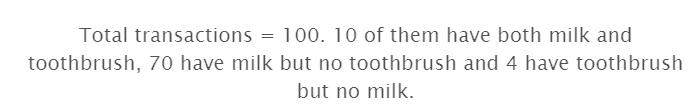 Total transactions = 100. 10 of them have both milk and
toothbrush, 70 have milk but no toothbrush and 4 have toothbrush
but no milk.